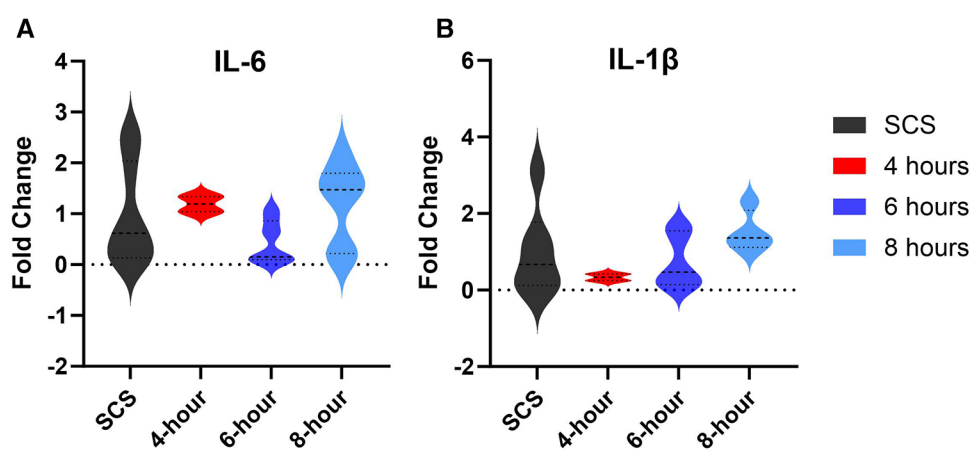 A
IL-6
Fold Change
4
3
2
1
0
-1
-2
SCS
4-hour
6-hour
8-hour
B
IL-1β
Fold Change
6
4
2
0
-2
SCS
4-hour
6-hour
8-hour
SCS
4 hours
6 hours
8 hours